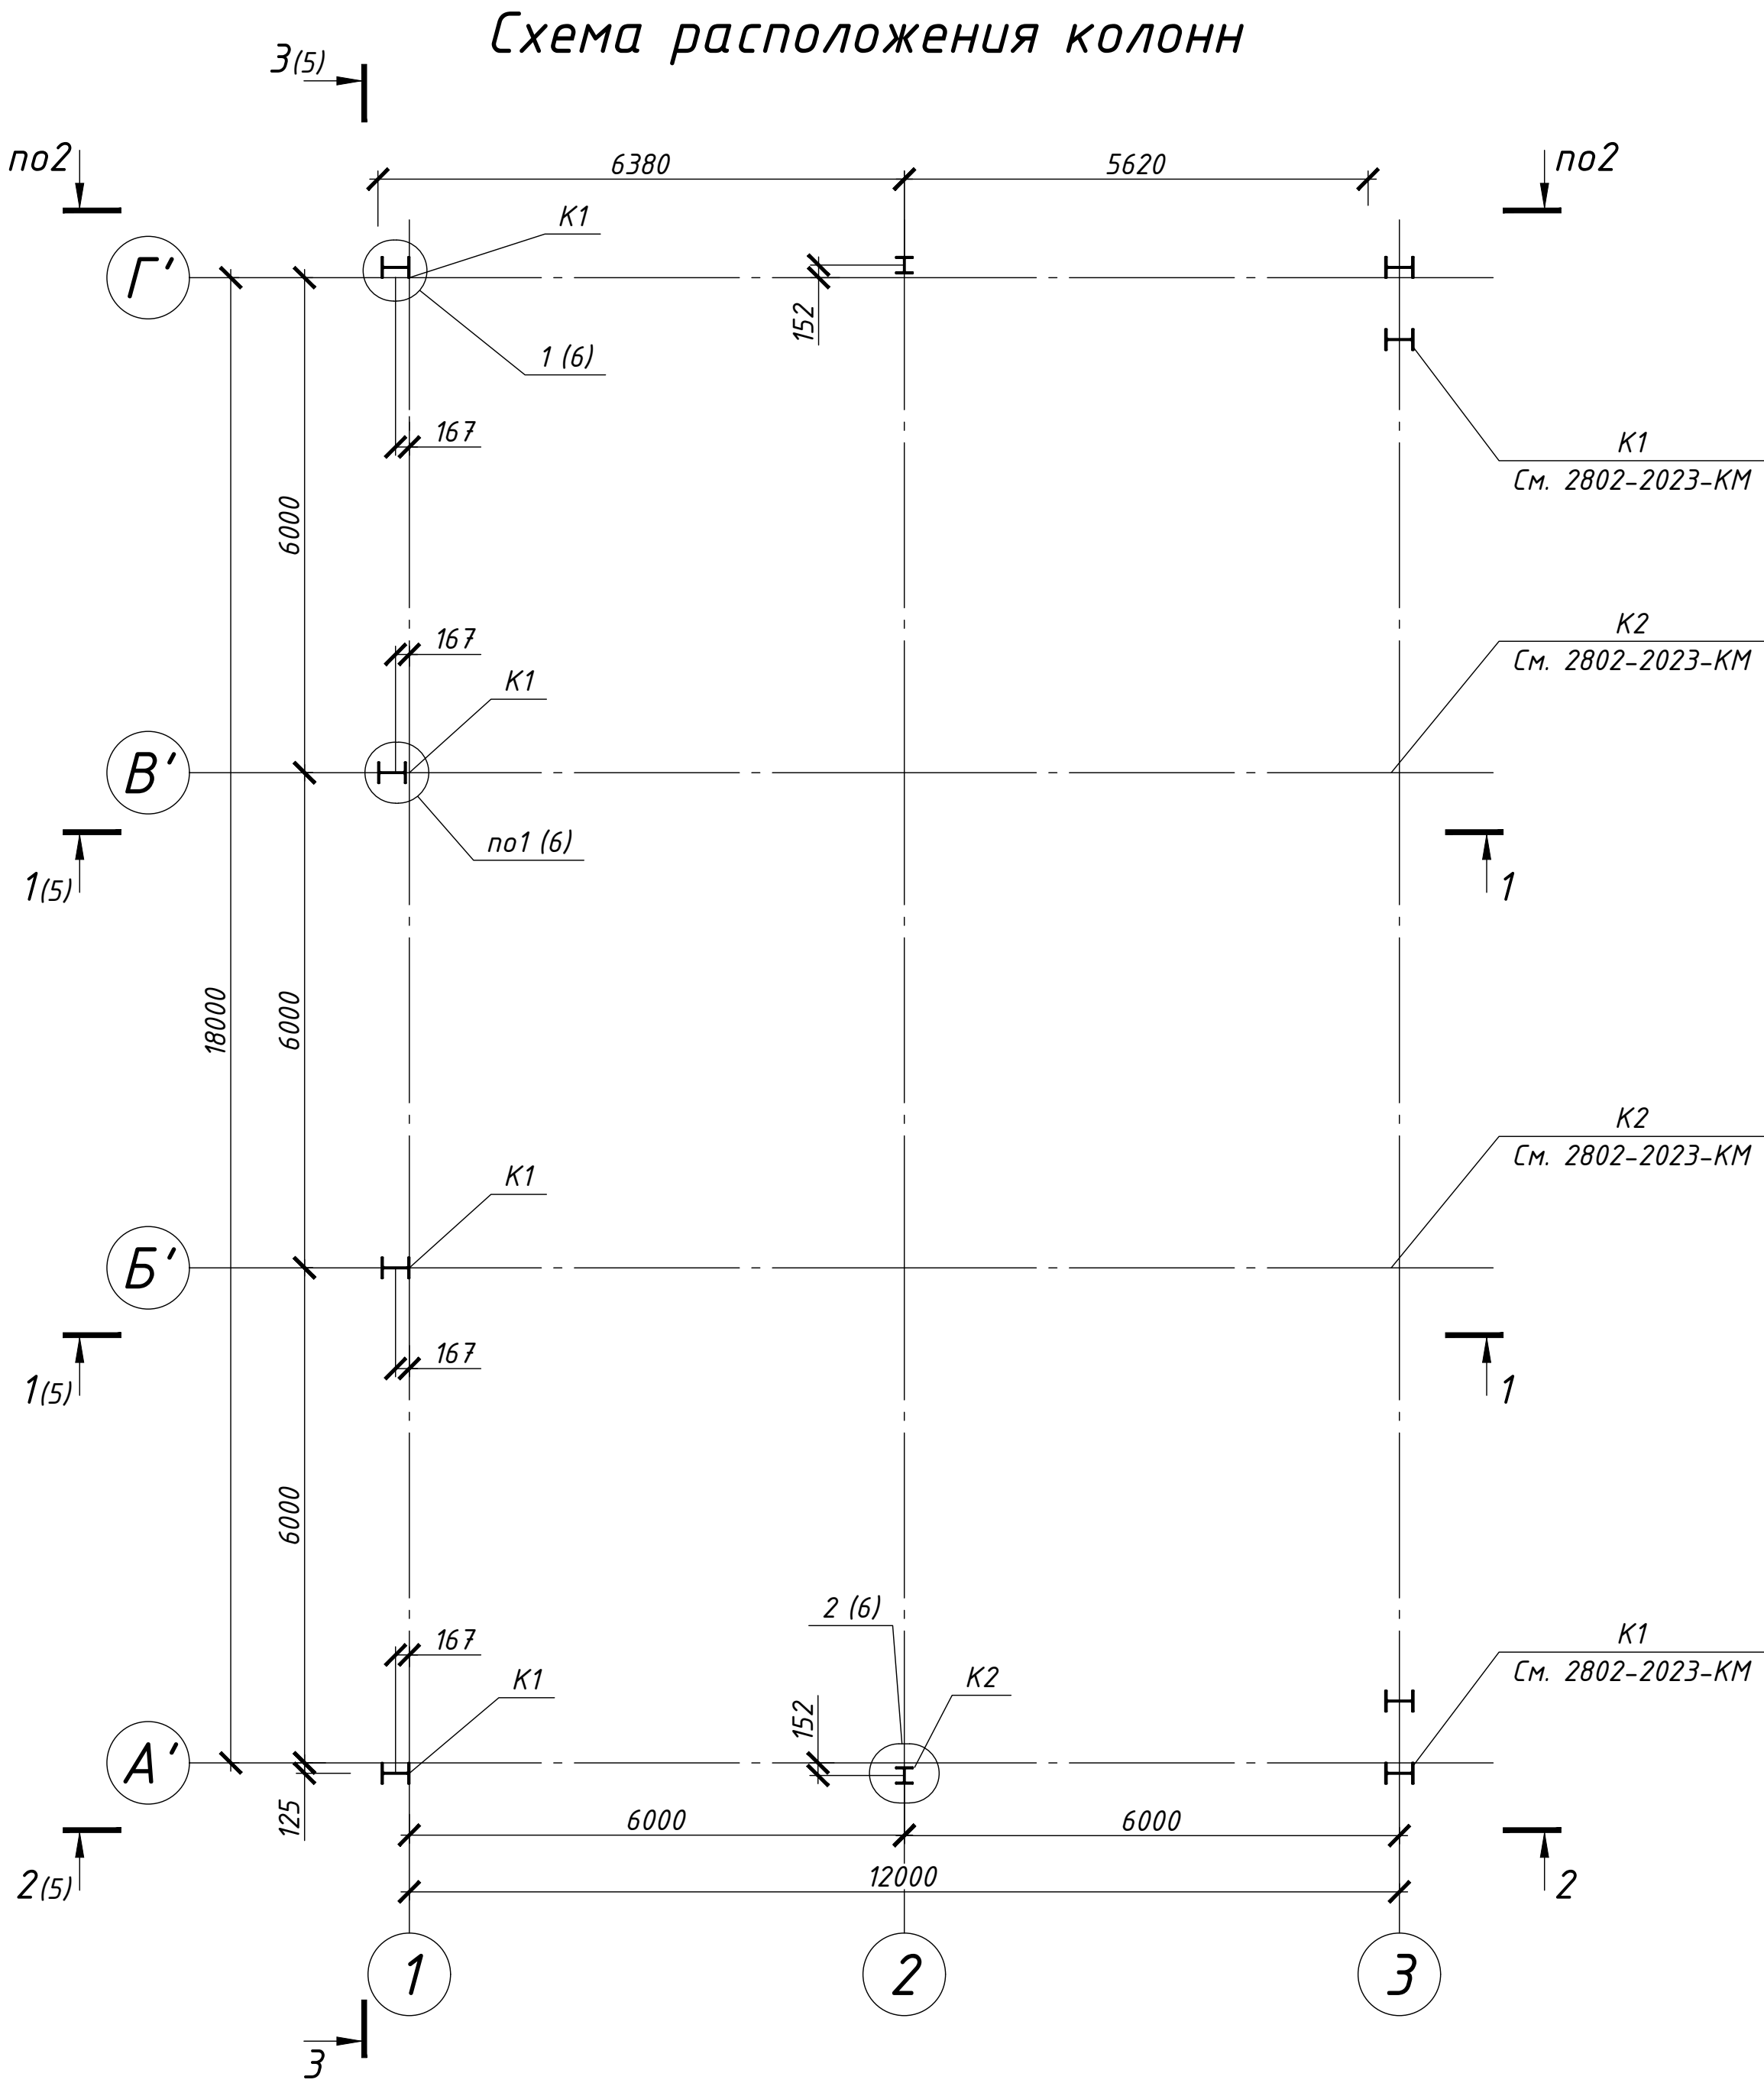 Схема расположения колонн
3(5)
по2
по2
6380
5620
К1
Г'
152
1 (6)
167
К1
См. 2802-2023-КМ
6000
167
К2
См. 2802-2023-КМ
К1
В'
по1 (6)
1(5)
1
18000
6000
К2
См. 2802-2023-КМ
К1
Б'
167
1(5)
1
6000
2 (6)
167
К1
См. 2802-2023-КМ
К1
К2
152
А'
125
6000
6000
12000
2(5)
2
1
2
3
3